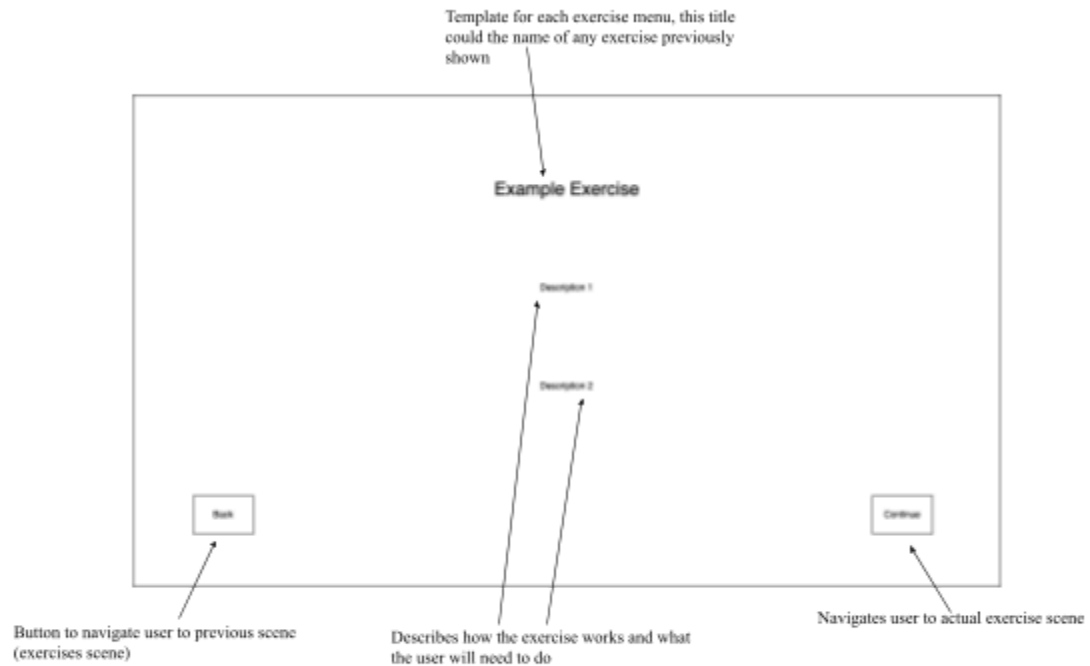 Template for each exercise menu, this title
could the name of any exercise previously
shown
Example Exercise
Description 1
Description 2
Back
Continue
Button to navigate user to previous scene
(exercises scene)
Describes how the exercise works and what
the user will need to do
Navigates user to actual exercise scene